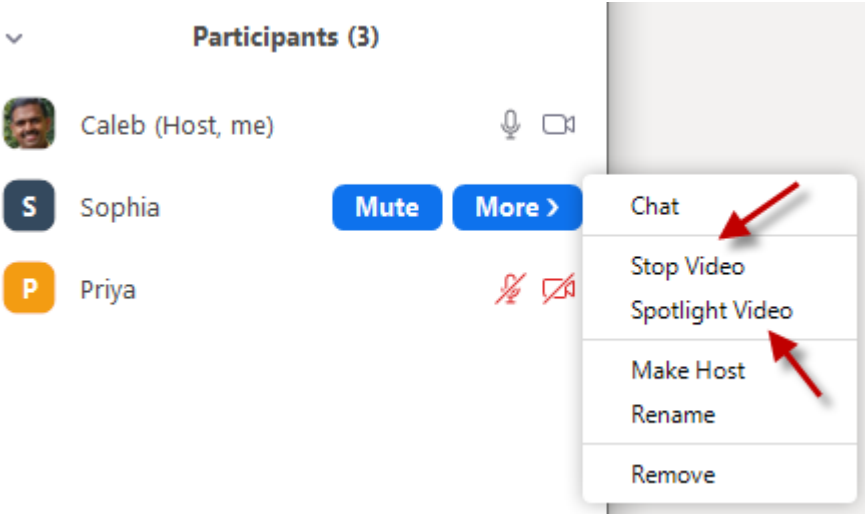 Participants (3)
Caleb (Host, me)
S Sophia Mute More >
P Priya
Chat
Stop Video
Spotlight Video
Make Host
Rename
Remove